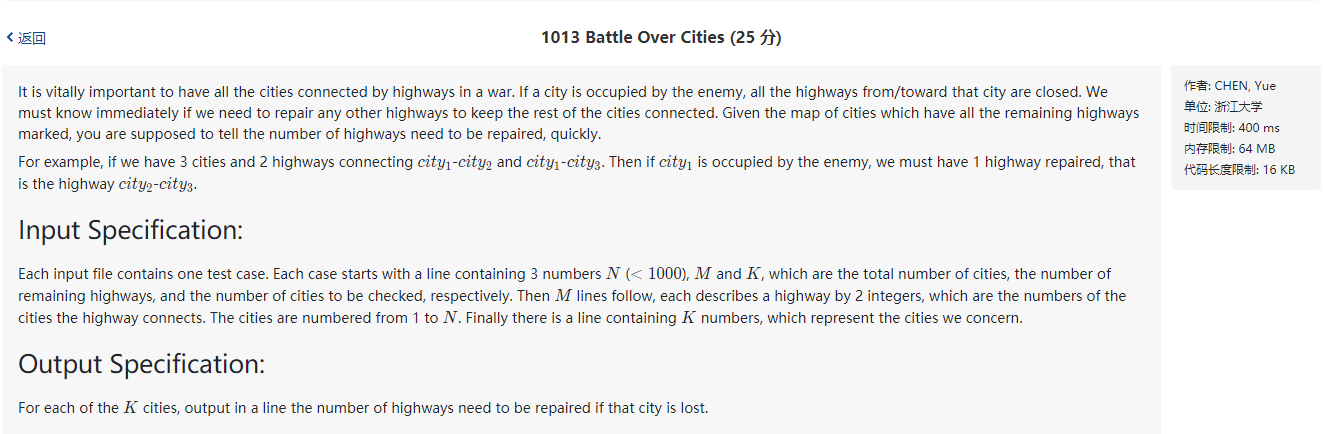 返回
1013 Battle Over Cities (25 分)
It is vitally important to have all the cities connected by highways in a war. If a city is occupied by the enemy, all the highways from/toward that city are closed. We
must know immediately if we need to repair any other highways to keep the rest of the cities connected. Given the map of cities which have all the remaining highways
marked, you are supposed to tell the number of highways need to be repaired, quickly.
For example, if we have 3 cities and 2 highways connecting city₁-city₂ and city₁-city₃. Then if city₁ is occupied by the enemy, we must have 1 highway repaired, that
is the highway city₂-city₃.
Input Specification:
Each input file contains one test case. Each case starts with a line containing 3 numbers N (< 1000), M and K, which are the total number of cities, the number of
remaining highways, and the number of cities to be checked, respectively. Then M lines follow, each describes a highway by 2 integers, which are the numbers of the
cities the highway connects. The cities are numbered from 1 to N. Finally there is a line containing K numbers, which represent the cities we concern.
Output Specification:
For each of the K cities, output in a line the number of highways need to be repaired if that city is lost.
作者: CHEN, Yue
单位: 浙江大学
时间限制: 400 ms
内存限制: 64 MB
代码长度限制: 16 KB